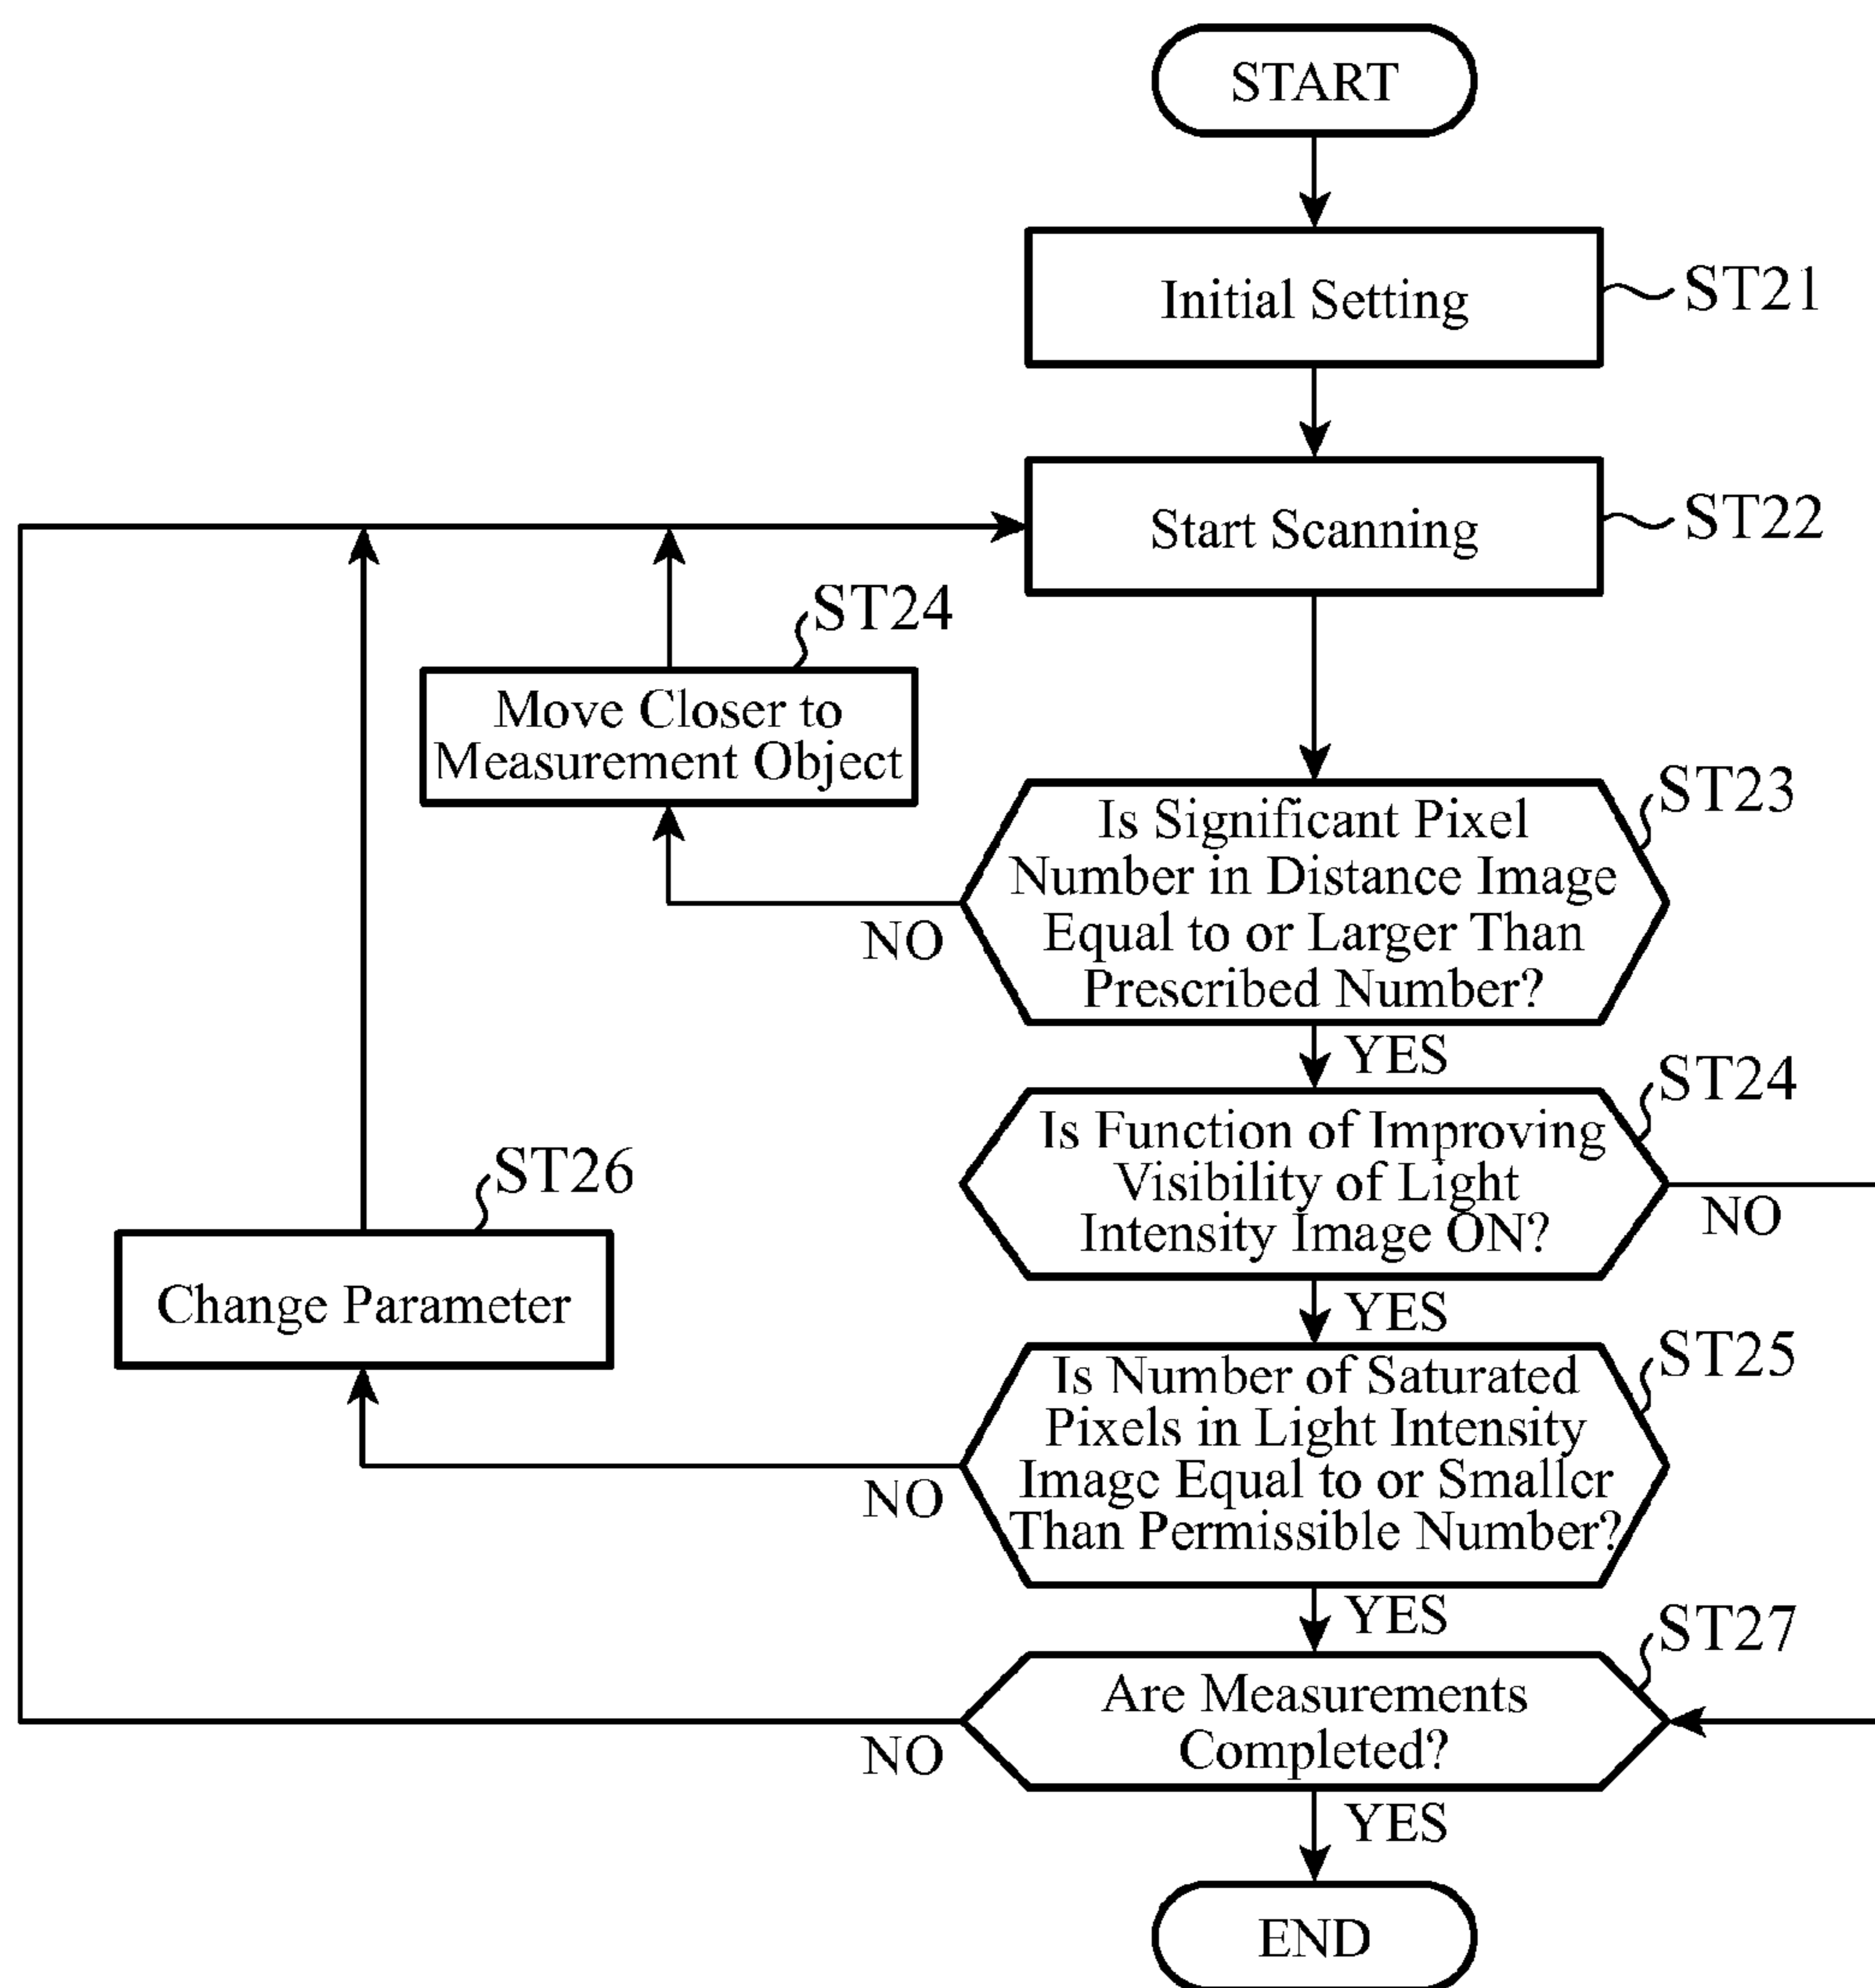 START
Initial Setting
ST21
Start Scanning
ST22
ST24
Move Closer to
Measurement Object
ST23
Is Significant Pixel
Number in Distance Image
Equal to or Larger Than
Prescribed Number?
NO
YES
ST24
Is Function of Improving
Visibility of Light
Intensity Image ON?
NO
YES
ST26
Change Parameter
ST25
Is Number of Saturated
Pixels in Light Intensity
Image Equal to or Smaller
Than Permissible Number?
NO
YES
ST27
Are Measurements
Completed?
NO
YES
END